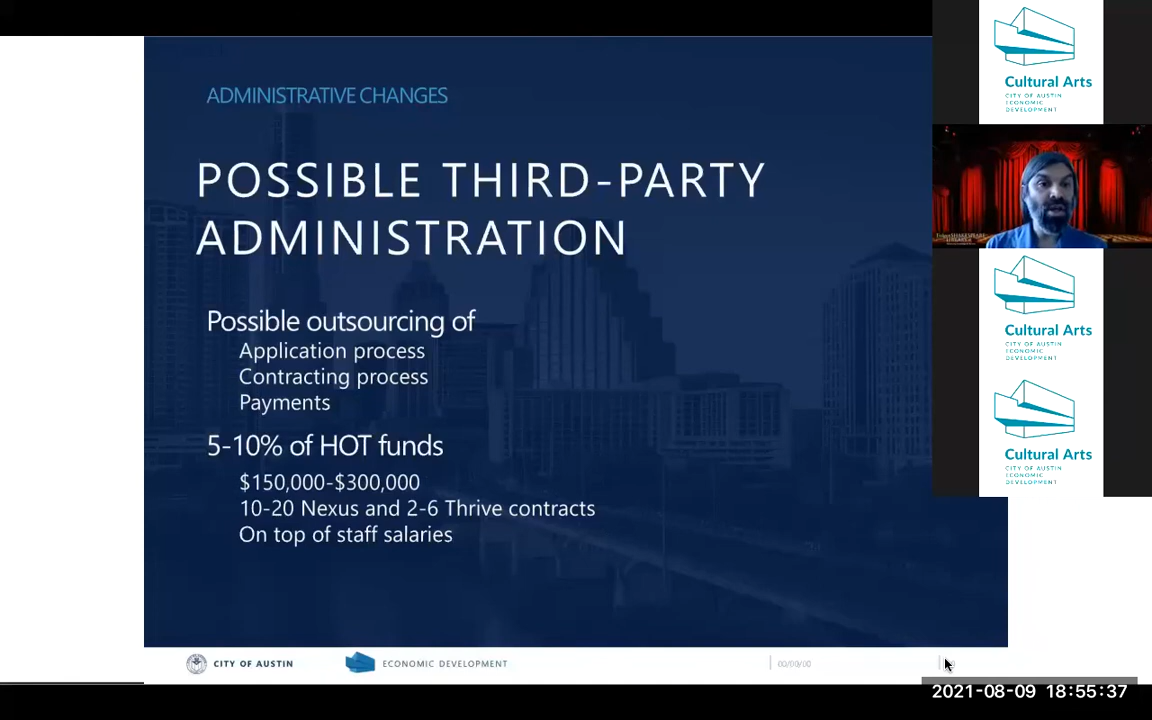 ADMINISTRATIVE CHANGES
POSSIBLE THIRD-PARTY
ADMINISTRATION
Possible outsourcing of
Application process
Contracting process
Payments
5-10% of HOT funds
$150,000-$300,000
10-20 Nexus and 2-6 Thrive contracts
On top of staff salaries
CITY OF AUSTIN
ECONOMIC DEVELOPMENT
00/00/00
Cultural Arts
CITY OF AUSTIN
ECONOMIC
DEVELOPMENT
Cultural Arts
CITY OF AUSTIN
ECONOMIC
DEVELOPMENT
Cultural Arts
CITY OF AUSTIN
ECONOMIC
DEVELOPMENT
2021-08-09 18:55:37